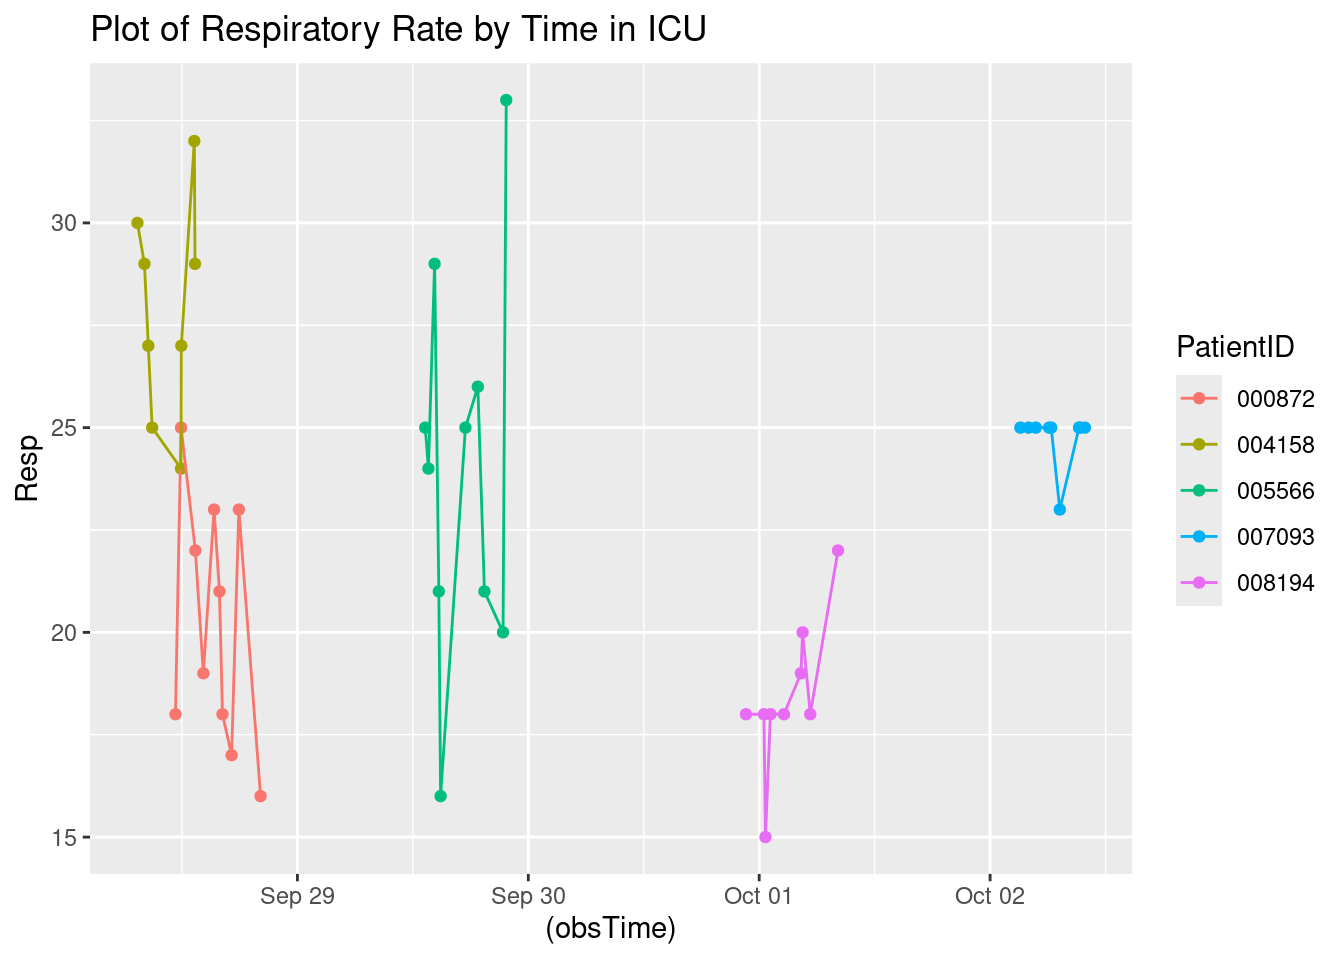 Plot of Respiratory Rate by Time in ICU
30
25
20
15
Resp
Sep 29
Sep 30
Oct 01
Oct 02
(obsTime)
PatientID
000872
004158
005566
007093
008194